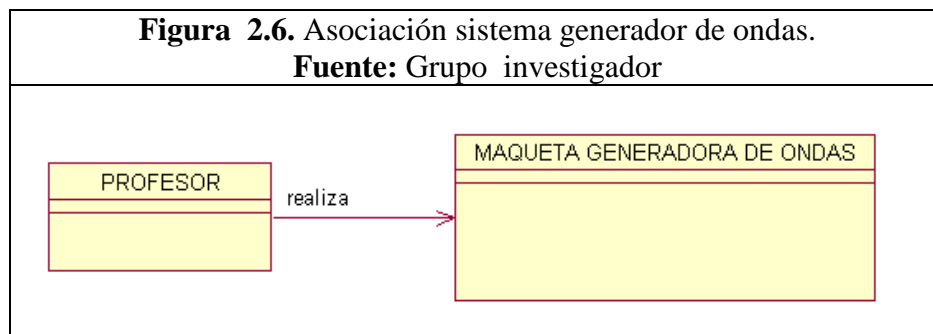 Figura 2.6. Asociación sistema generador de ondas.
Fuente: Grupo investigador
MAQUETA GENERADORA DE ONDAS
PROFESOR
realiza